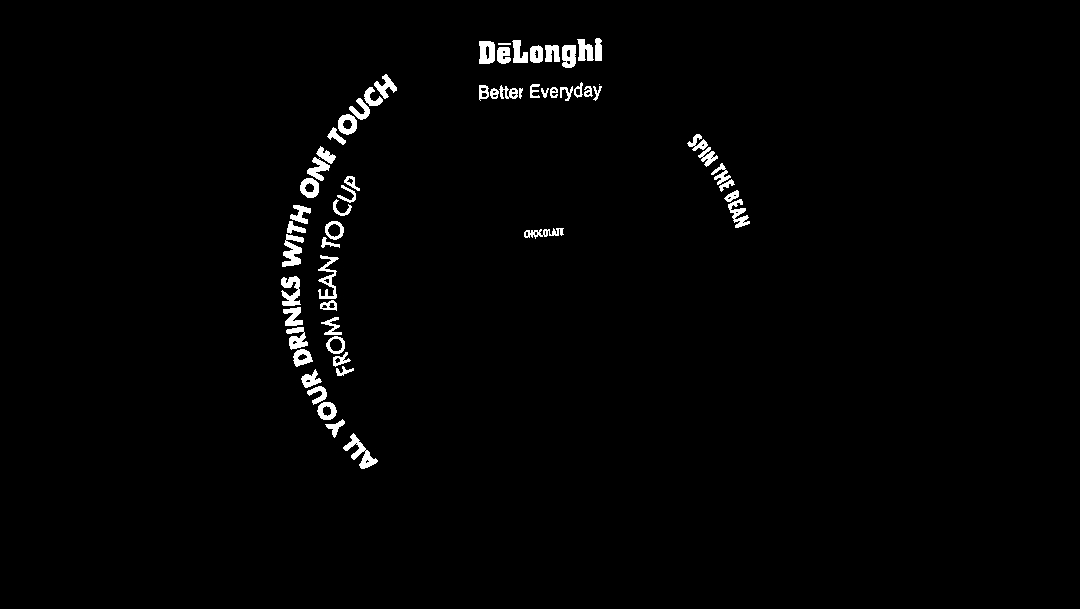 DēLonghi
Better Everyday
ALL YOUR DRINKS WITH ONE TOUCH
FROM BEAN TO CUP
SPIN THE BEAN
CHOCOLATE